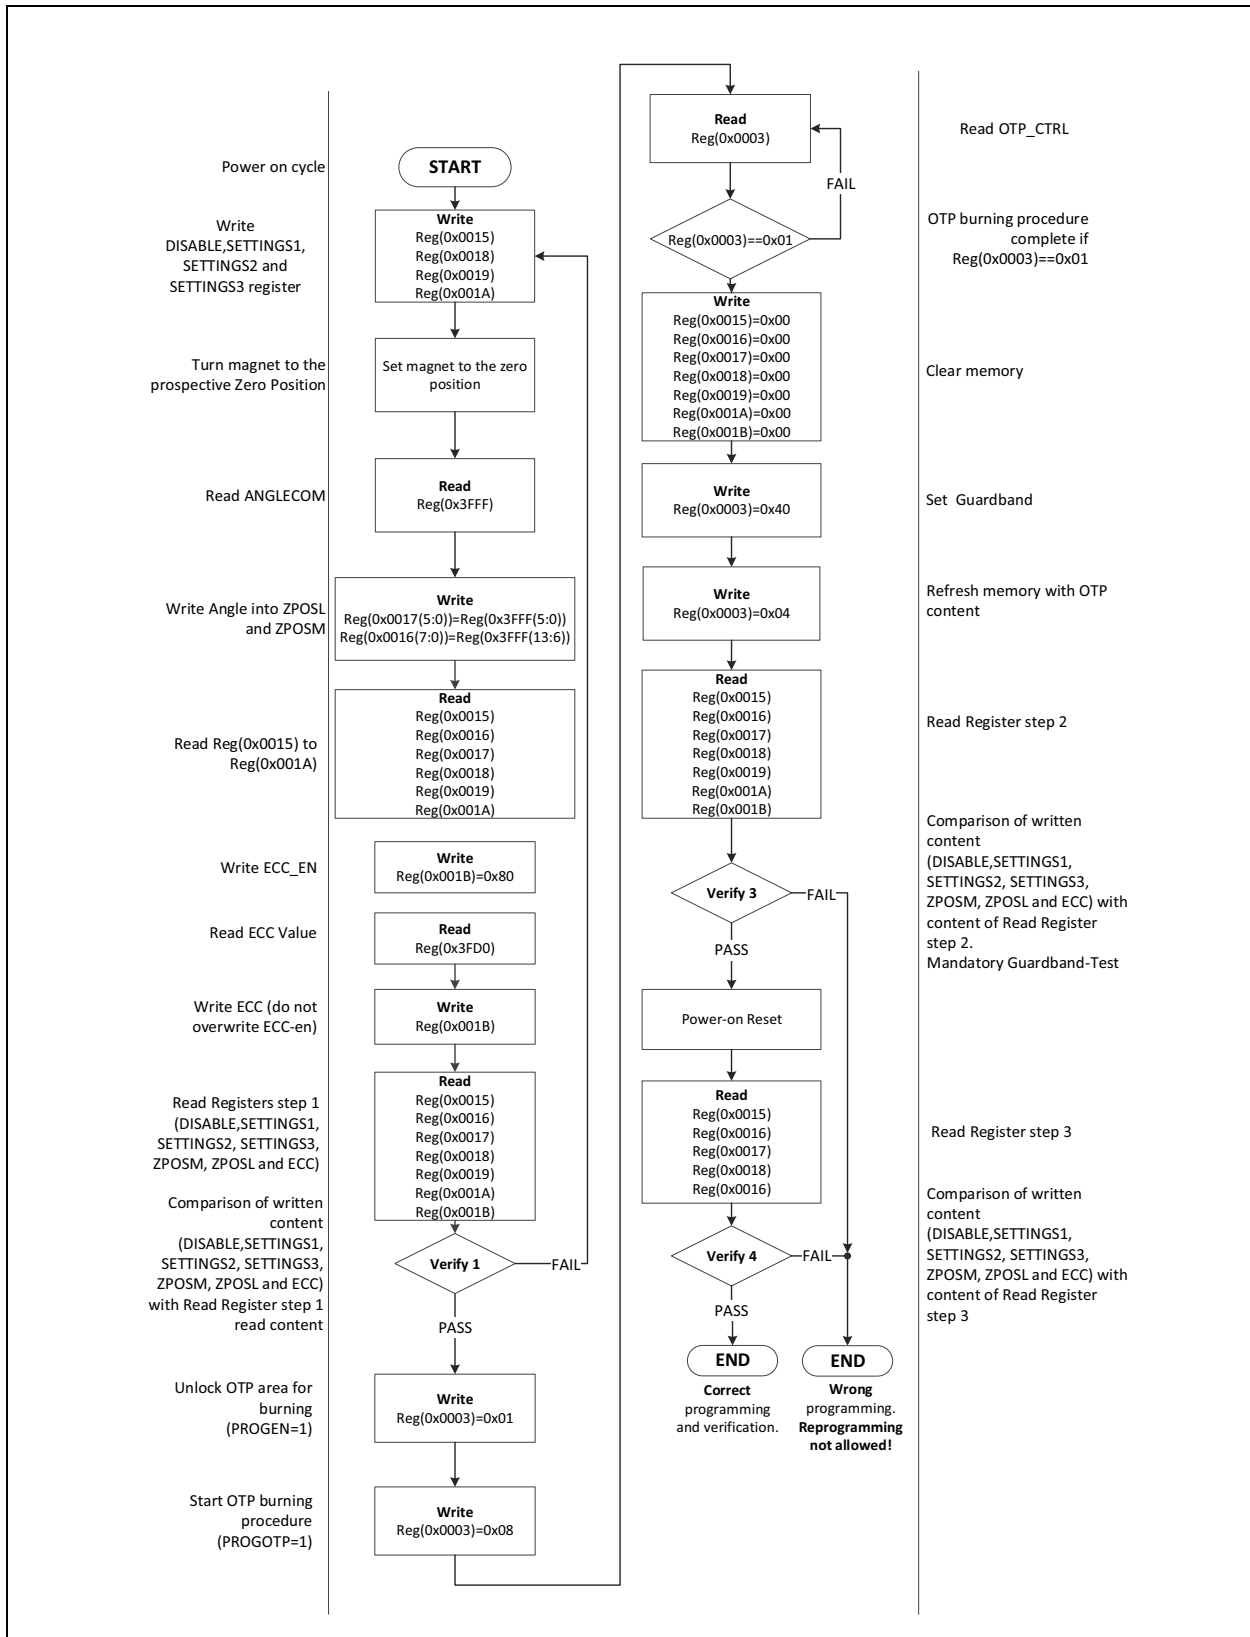 Power on cycle
START
Write
DISABLE,SETTINGS1,
SETTINGS2 and
SETTINGS3 register
Write
Reg(0x0015)
Reg(0x0018)
Reg(0x0019)
Reg(0x001A)
Turn magnet to the
prospective Zero Position
Set magnet to the zero
position
Read ANGLECOM
Read
Reg(0x3FFF)
Write Angle into ZPOSL
and ZPOSM
Write
Reg(0x0017(5:0))=Reg(0x3FFF(5:0))
Reg(0x0016(7:0))=Reg(0x3FFF(13:6))
Read Reg(0x0015) to
Reg(0x001A)
Read
Reg(0x0015)
Reg(0x0016)
Reg(0x0017)
Reg(0x0018)
Reg(0x0019)
Reg(0x001A)
Write ECC_EN
Write
Reg(0x001B)=0x80
Read ECC Value
Read
Reg(0x3FD0)
Write ECC (do not
overwrite ECC-en)
Write
Reg(0x001B)
Read Registers step 1
(DISABLE,SETTINGS1,
SETTINGS2, SETTINGS3,
ZPOSM, ZPOSL and ECC)
Read
Reg(0x0015)
Reg(0x0016)
Reg(0x0017)
Reg(0x0018)
Reg(0x0019)
Reg(0x001A)
Reg(0x001B)
Comparison of written
content
(DISABLE,SETTINGS1,
SETTINGS2, SETTINGS3,
ZPOSM, ZPOSL and ECC)
with Read Register step 1
read content
Verify 1
FAIL
PASS
Unlock OTP area for
burning
(PROGEN=1)
Write
Reg(0x0003)=0x01
Start OTP burning
procedure
(PROGOTP=1)
Write
Reg(0x0003)=0x08
Read
Reg(0x0003)
Read OTP_CTRL
FAIL
Reg(0x0003)==0x01
OTP burning procedure
complete if
Reg(0x0003)==0x01
Write
Reg(0x0015)=0x00
Reg(0x0016)=0x00
Reg(0x0017)=0x00
Reg(0x0018)=0x00
Reg(0x0019)=0x00
Reg(0x001A)=0x00
Reg(0x001B)=0x00
Clear memory
Write
Reg(0x0003)=0x40
Set Guardband
Write
Reg(0x0003)=0x04
Refresh memory with OTP
content
Read
Reg(0x0015)
Reg(0x0016)
Reg(0x0017)
Reg(0x0018)
Reg(0x0019)
Reg(0x001A)
Reg(0x001B)
Read Register step 2
Verify 3
FAIL
PASS
Comparison of written
content
(DISABLE,SETTINGS1,
SETTINGS2, SETTINGS3,
ZPOSM, ZPOSL and ECC) with
content of Read Register
step 2.
Mandatory Guardband-Test
Power-on Reset
Read
Reg(0x0015)
Reg(0x0016)
Reg(0x0017)
Reg(0x0018)
Reg(0x0016)
Read Register step 3
Verify 4
FAIL
PASS
Comparison of written
content
(DISABLE,SETTINGS1,
SETTINGS2, SETTINGS3,
ZPOSM, ZPOSL and ECC) with
content of Read Register
step 3
END
Correct
programming
and verification.
END
Wrong
programming.
Reprogramming
not allowed!